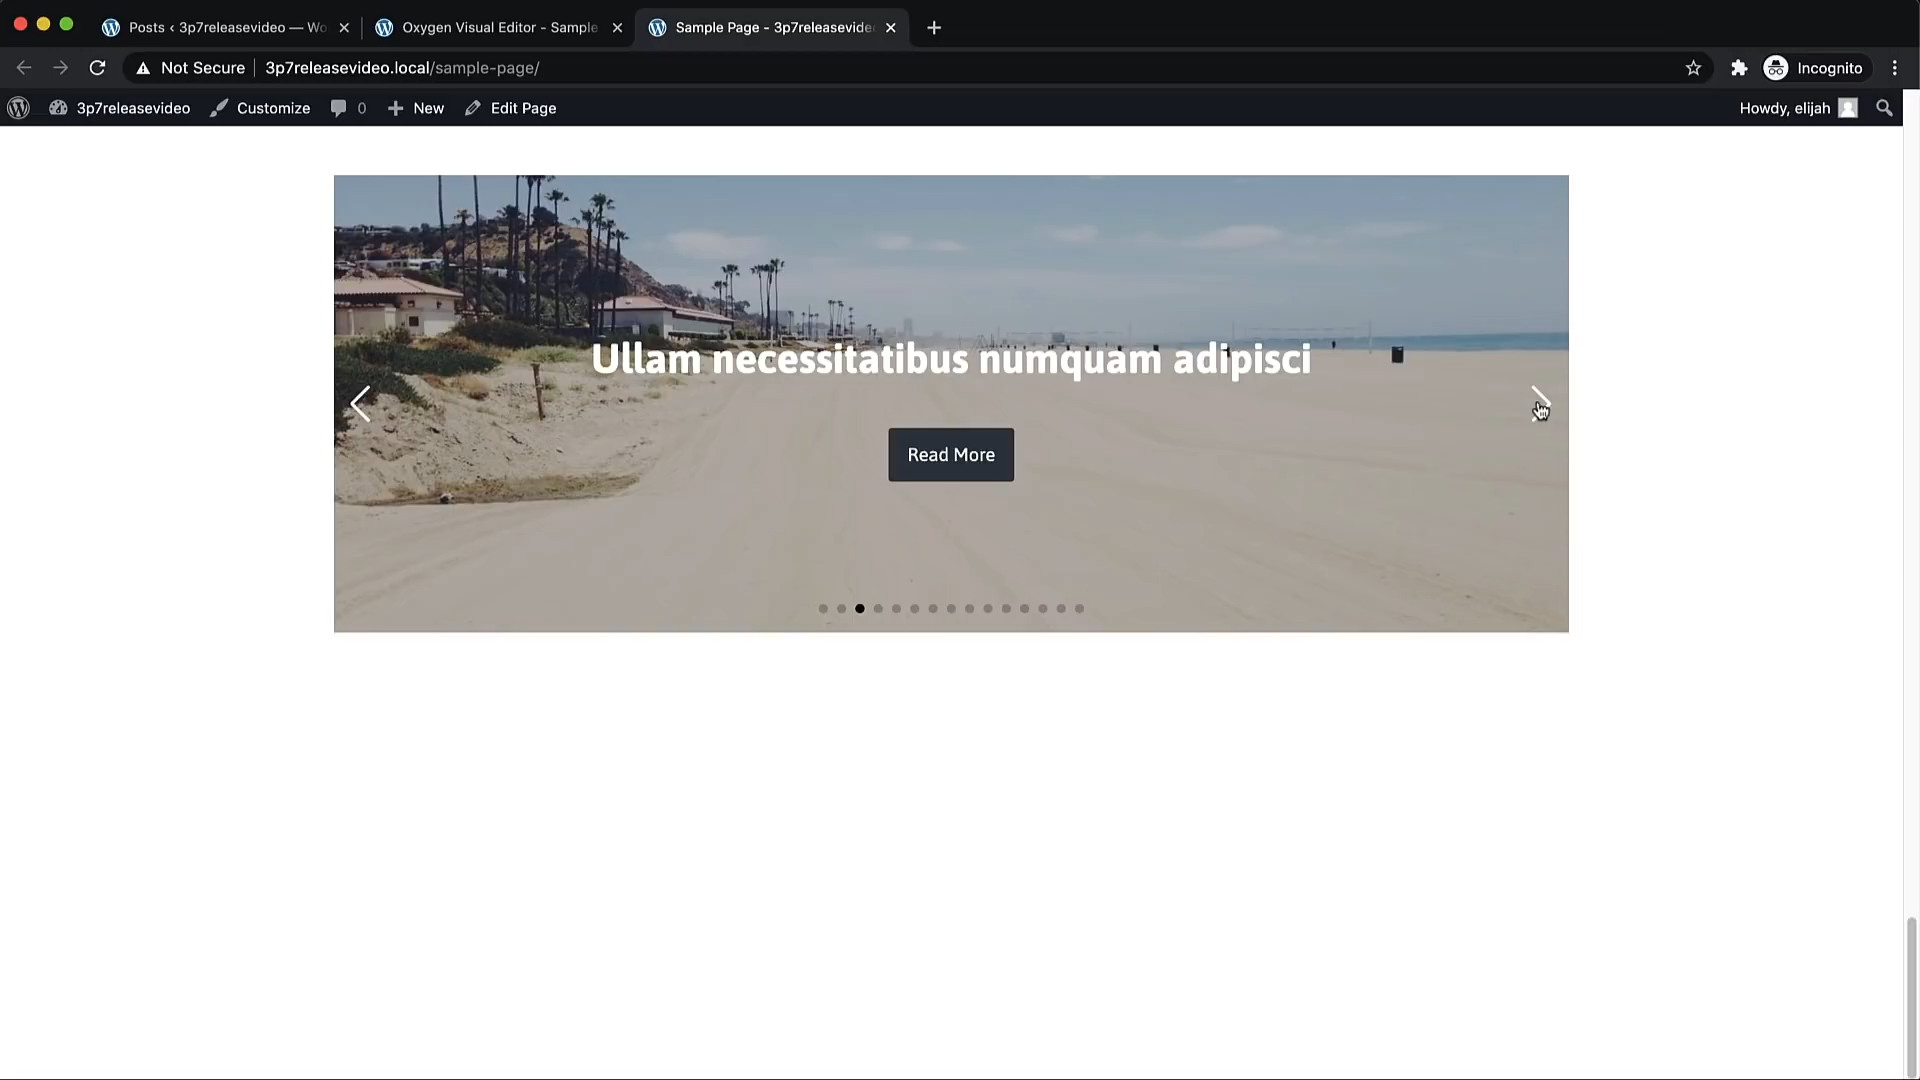 Posts < 3p7releasevideo — Wo
Oxygen Visual Editor - Sample
Sample Page - 3p7releasevide
Not Secure 3p7releasevideo.local/sample-page/
Incognito
3p7releasevideo Customize 0 New Edit Page
Howdy, elijah
Ullam necessitatibus numquam adipisci
Read More